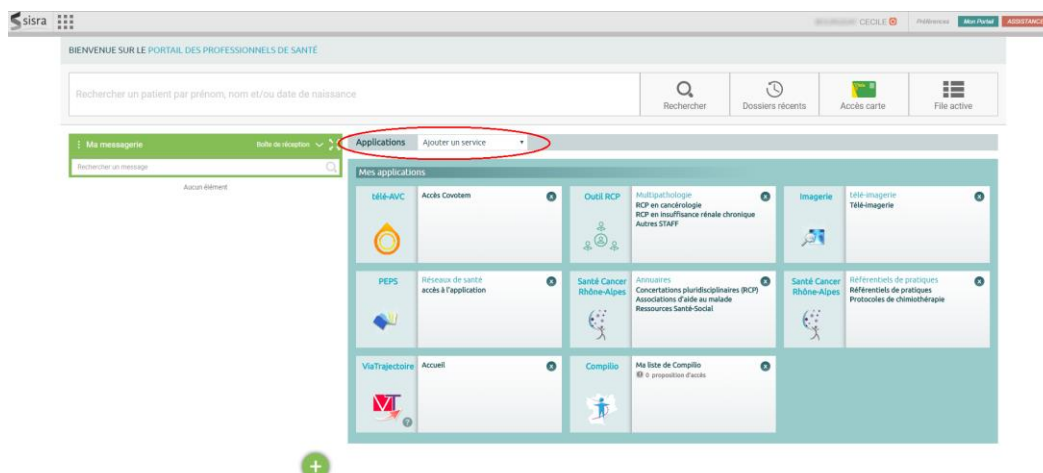 sisra
CECILE
Préférences
Mon Portail
ASSISTANCE
BIENVENUE SUR LE PORTAIL DES PROFESSIONNELS DE SANTÉ
Rechercher un patient par prénom, nom et/ou date de naissance
Rechercher
Dossiers récents
Accès carte
File active
Ma messagerie
Boîte de réception
Rechercher un message
Aucun élément
Applications
Ajouter un service
Mes applications
télé-AVC
Accès Covotem
Outil RCP
Multipathologie
RCP en cancérologie
RCP en insuffisance rénale chronique
Autres STAFF
Imagerie
télé-imagerie
Télé-imagerie
PEPS
Réseaux de santé
accès à l'application
Santé Cancer
Rhône-Alpes
Annuaires
Concertations pluridisciplinaires (RCP)
Associations d'aide au malade
Ressources Santé-Social
Santé Cancer
Rhône-Alpes
Référentiels de pratiques
Référentiels de pratiques
Protocoles de chimiothérapie
ViaTrajectoire
Accueil
VT
Compilio
Ma liste de Compilio
0 proposition d'accès